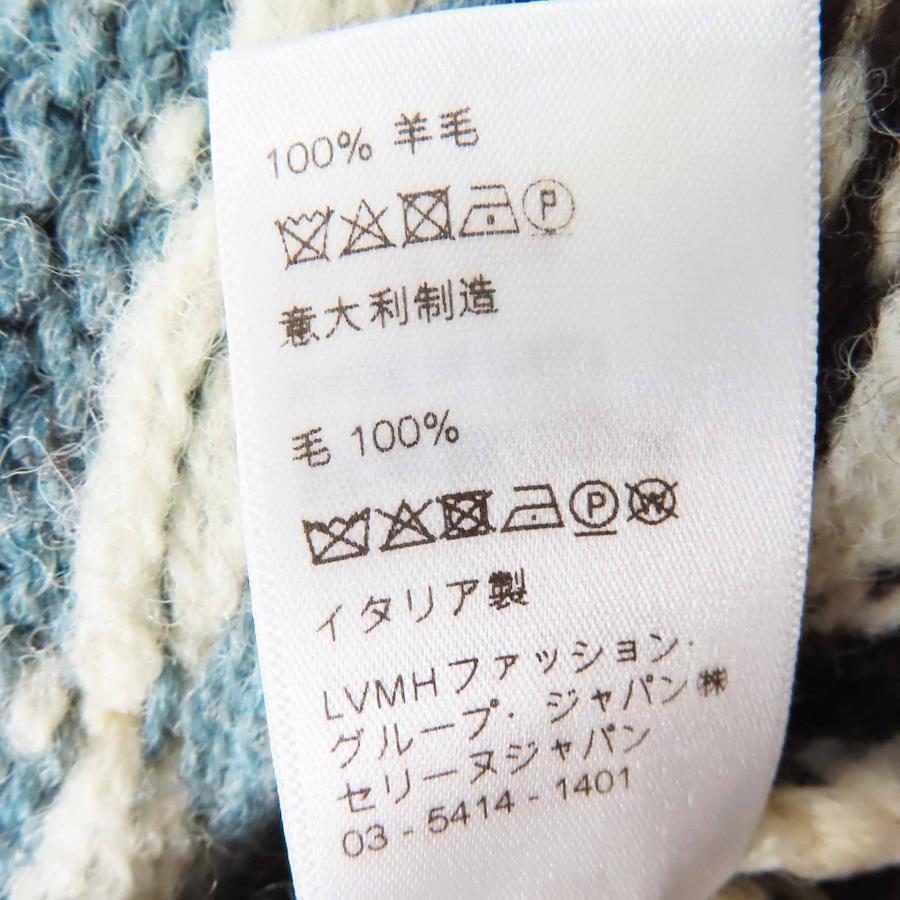 100% 羊毛
P
意大利制造
毛 100%
P W
イタリア製
LVMHファッション・
グループ・ジャパン㈱
セリーヌジャパン
03 - 5414 - 1401